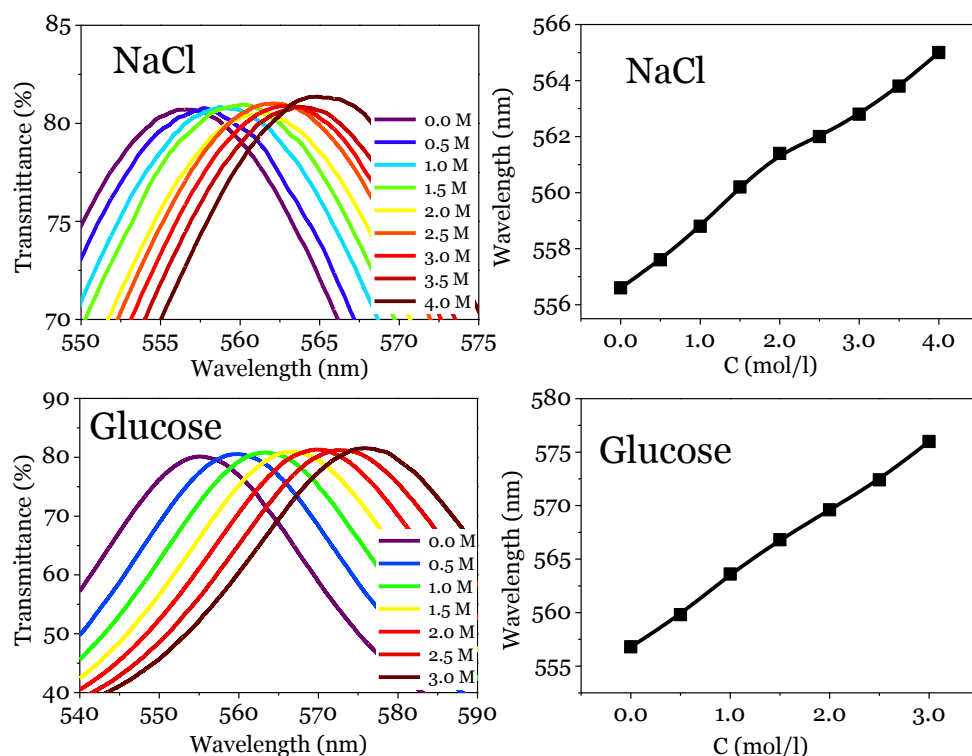 NaCl
Transmittance (%)
85
80
75
70
550 555 560 565 570 575
Wavelength (nm)
0.0 M
0.5 M
1.0 M
1.5 M
2.0 M
2.5 M
3.0 M
3.5 M
4.0 M
NaCl
Wavelength (nm)
566
564
562
560
558
556
0.0 1.0 2.0 3.0 4.0
C (mol/l)
Glucose
Transmittance (%)
90
80
70
60
50
40
540 550 560 570 580 590
Wavelength (nm)
0.0 M
0.5 M
1.0 M
1.5 M
2.0 M
2.5 M
3.0 M
Glucose
Wavelength (nm)
580
575
570
565
560
555
0.0 1.0 2.0 3.0
C (mol/l)